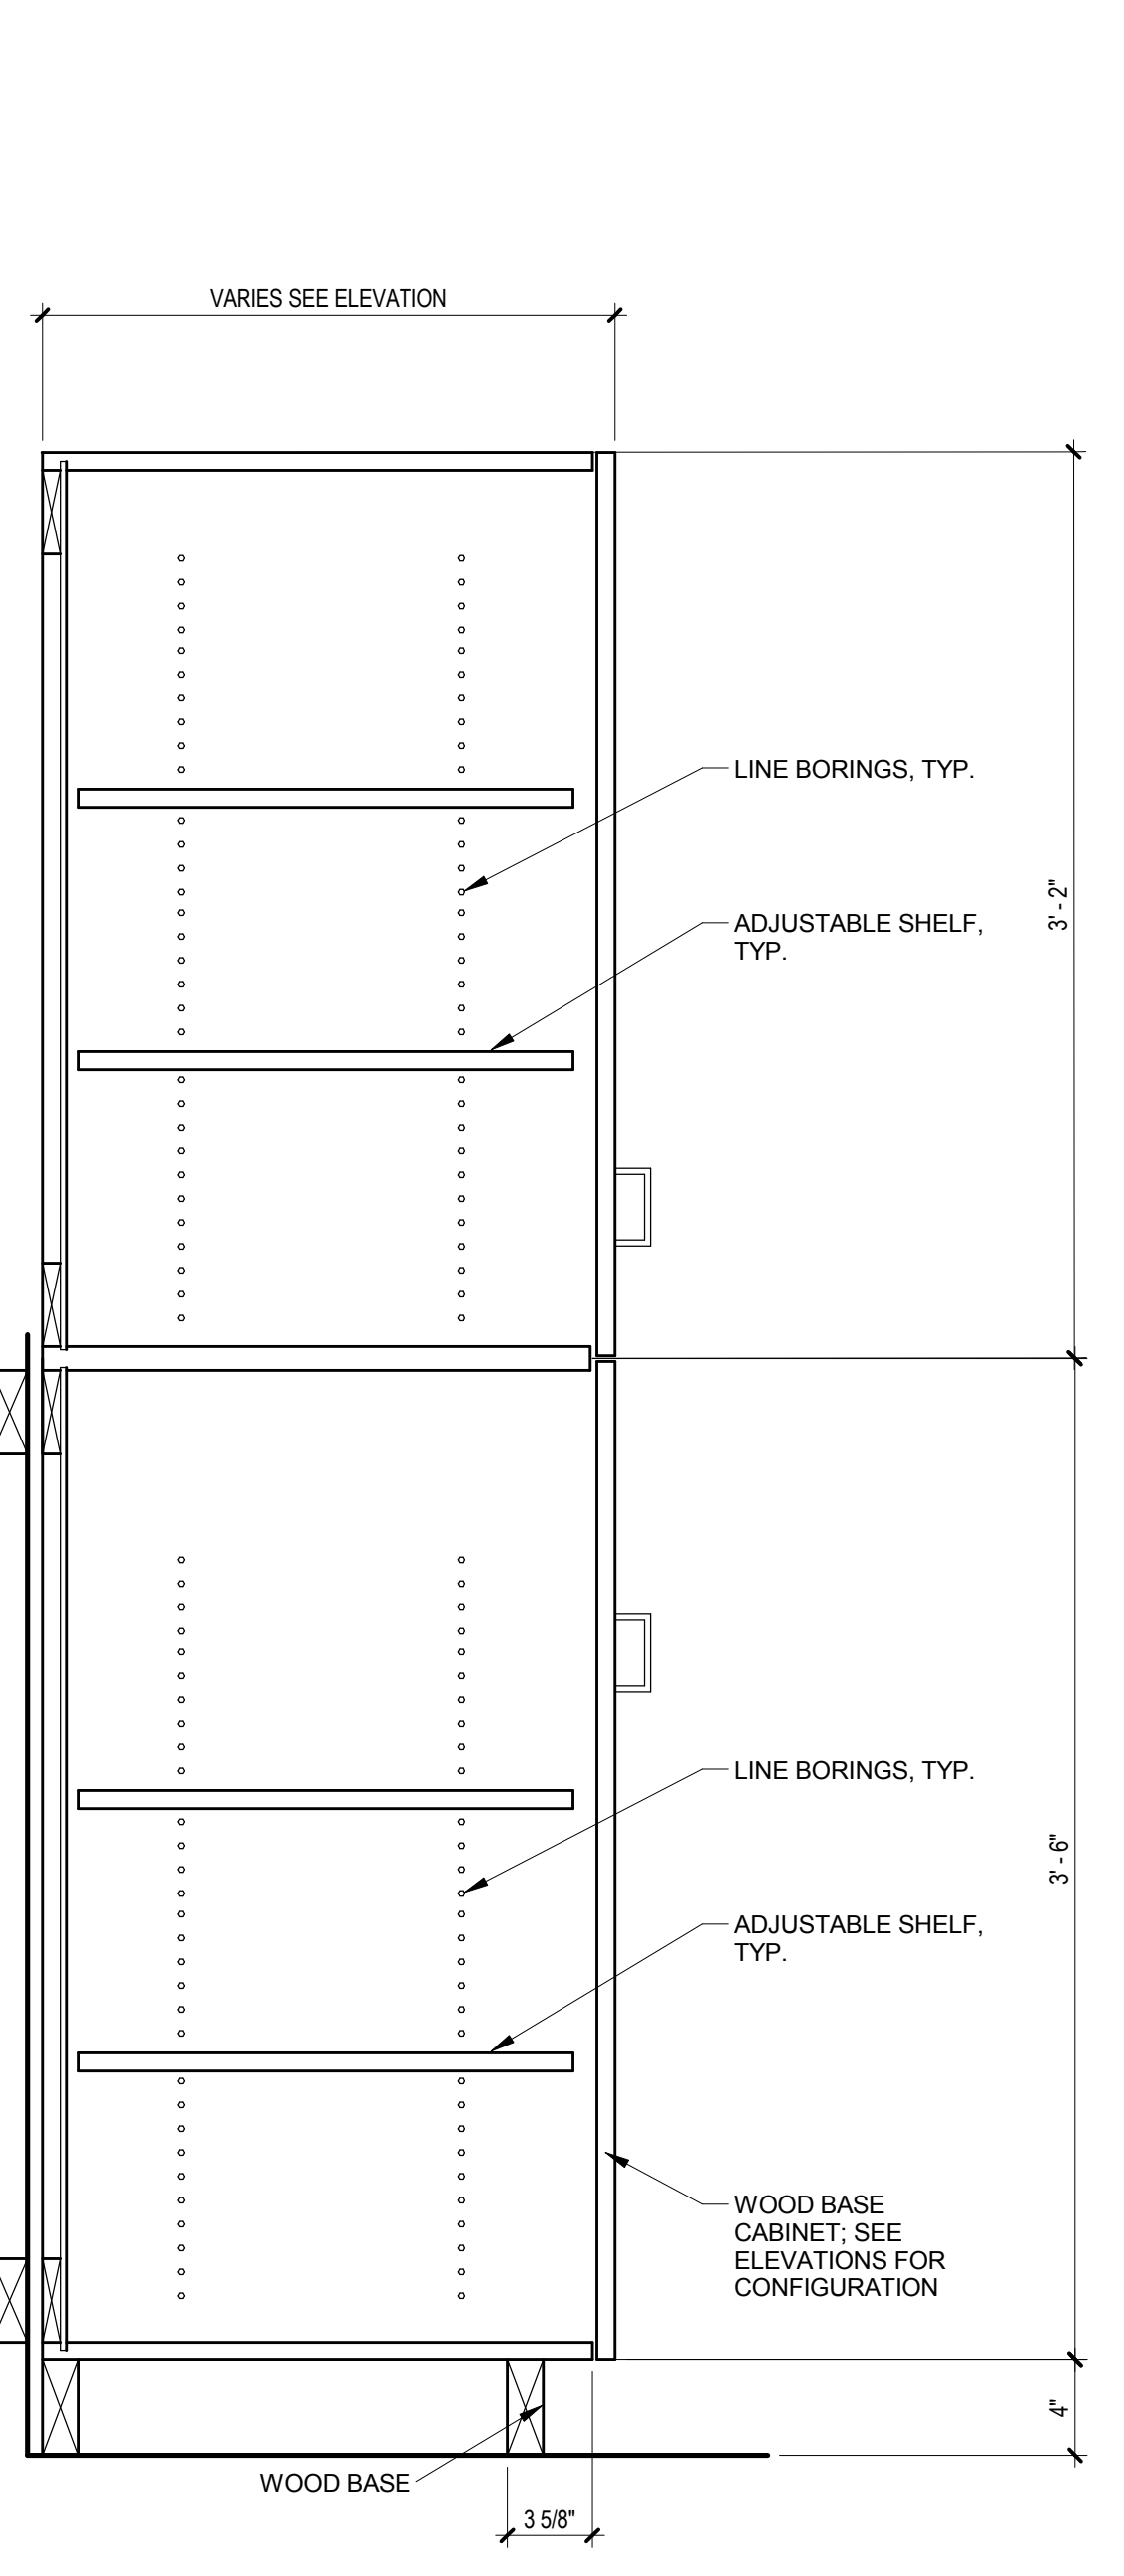 VARIES SEE ELEVATION
LINE BORINGS, TYP.
3' - 2"
ADJUSTABLE SHELF,
TYP.
LINE BORINGS, TYP.
3' - 6"
ADJUSTABLE SHELF,
TYP.
WOOD BASE
CABINET; SEE
ELEVATIONS FOR
CONFIGURATION
4"
WOOD BASE
3 5/8"